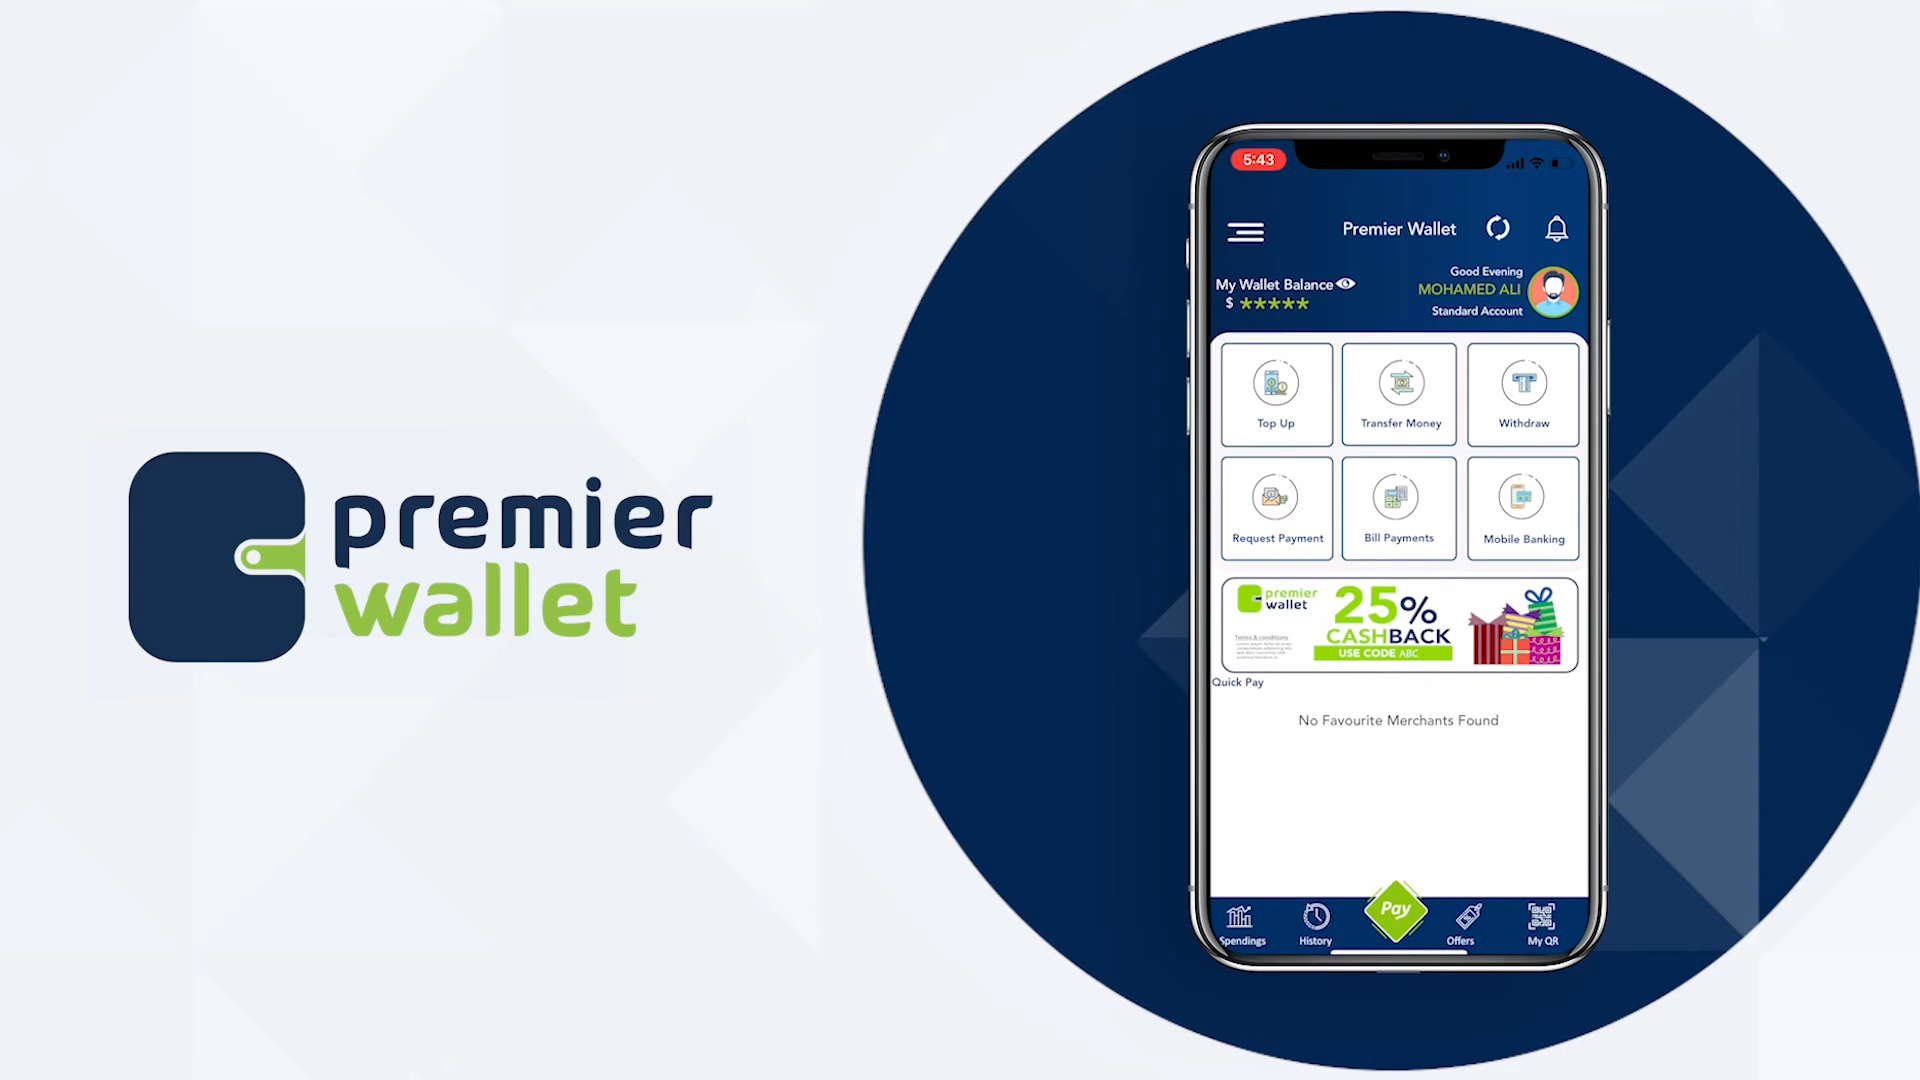 premier
wallet
5:43
Premier Wallet
My Wallet Balance
$ *****
Good Evening
MOHAMED ALI
Standard Account
Top Up
Transfer Money
Withdraw
Request Payment
Bill Payments
Mobile Banking
premier
wallet
Terms & conditions
25%
CASHBACK
USE CODE ABC
Quick Pay
No Favourite Merchants Found
Spendings
History
Pay
Offers
My QR